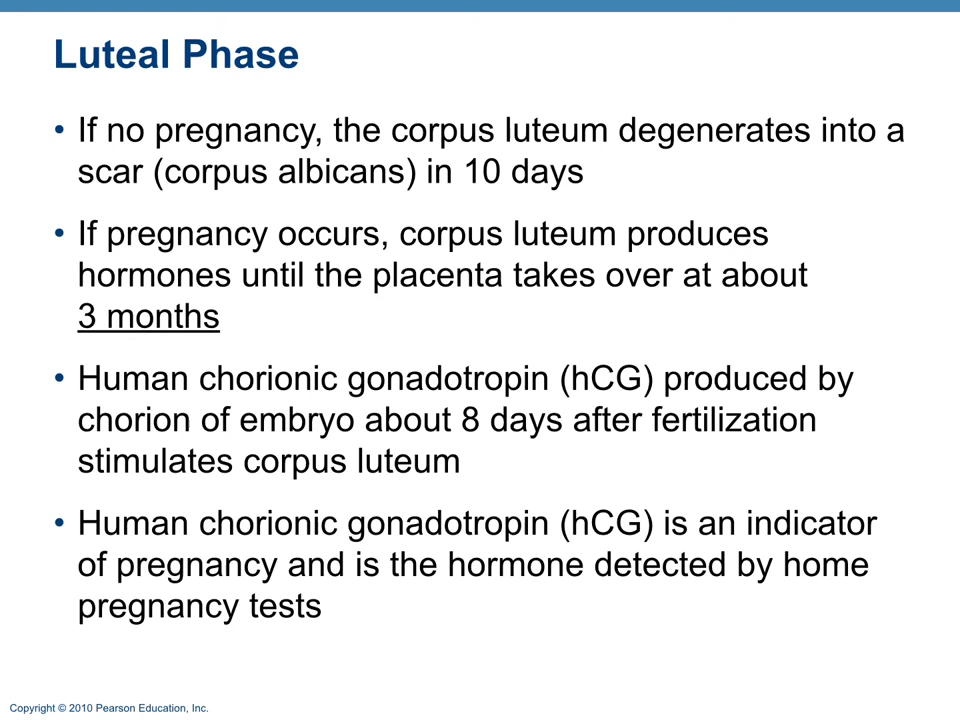 Luteal Phase
• If no pregnancy, the corpus luteum degenerates into a
scar (corpus albicans) in 10 days
• If pregnancy occurs, corpus luteum produces
hormones until the placenta takes over at about
3 months
• Human chorionic gonadotropin (hCG) produced by
chorion of embryo about 8 days after fertilization
stimulates corpus luteum
• Human chorionic gonadotropin (hCG) is an indicator
of pregnancy and is the hormone detected by home
pregnancy tests
Copyright © 2010 Pearson Education, Inc.